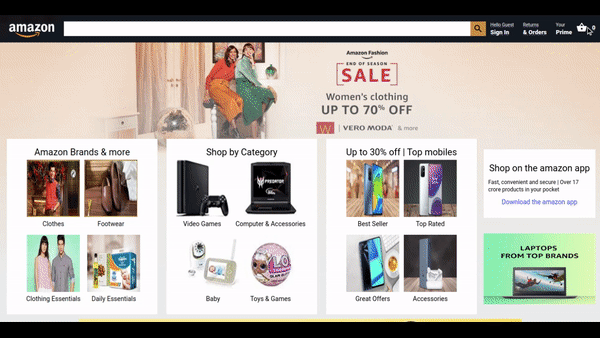 amazon
Hello Guest
Sign In
Returns
& Orders
Your
Prime
0
Amazon Fashion
END OF SEASON
SALE
Women's clothing
UP TO 70% OFF
W | VERO MODA & more
Amazon Brands & more
Clothes
Footwear
Clothing Essentials
Daily Essentials
Shop by Category
Video Games
Computer & Accessories
Baby
Toys & Games
Up to 30% off | Top mobiles
Best Seller
Top Rated
Great Offers
Accessories
Shop on the amazon app
Fast, convenient and secure | Over 17
crore products in your pocket
Download the amazon app
LAPTOPS
FROM TOP BRANDS
PREDATOR